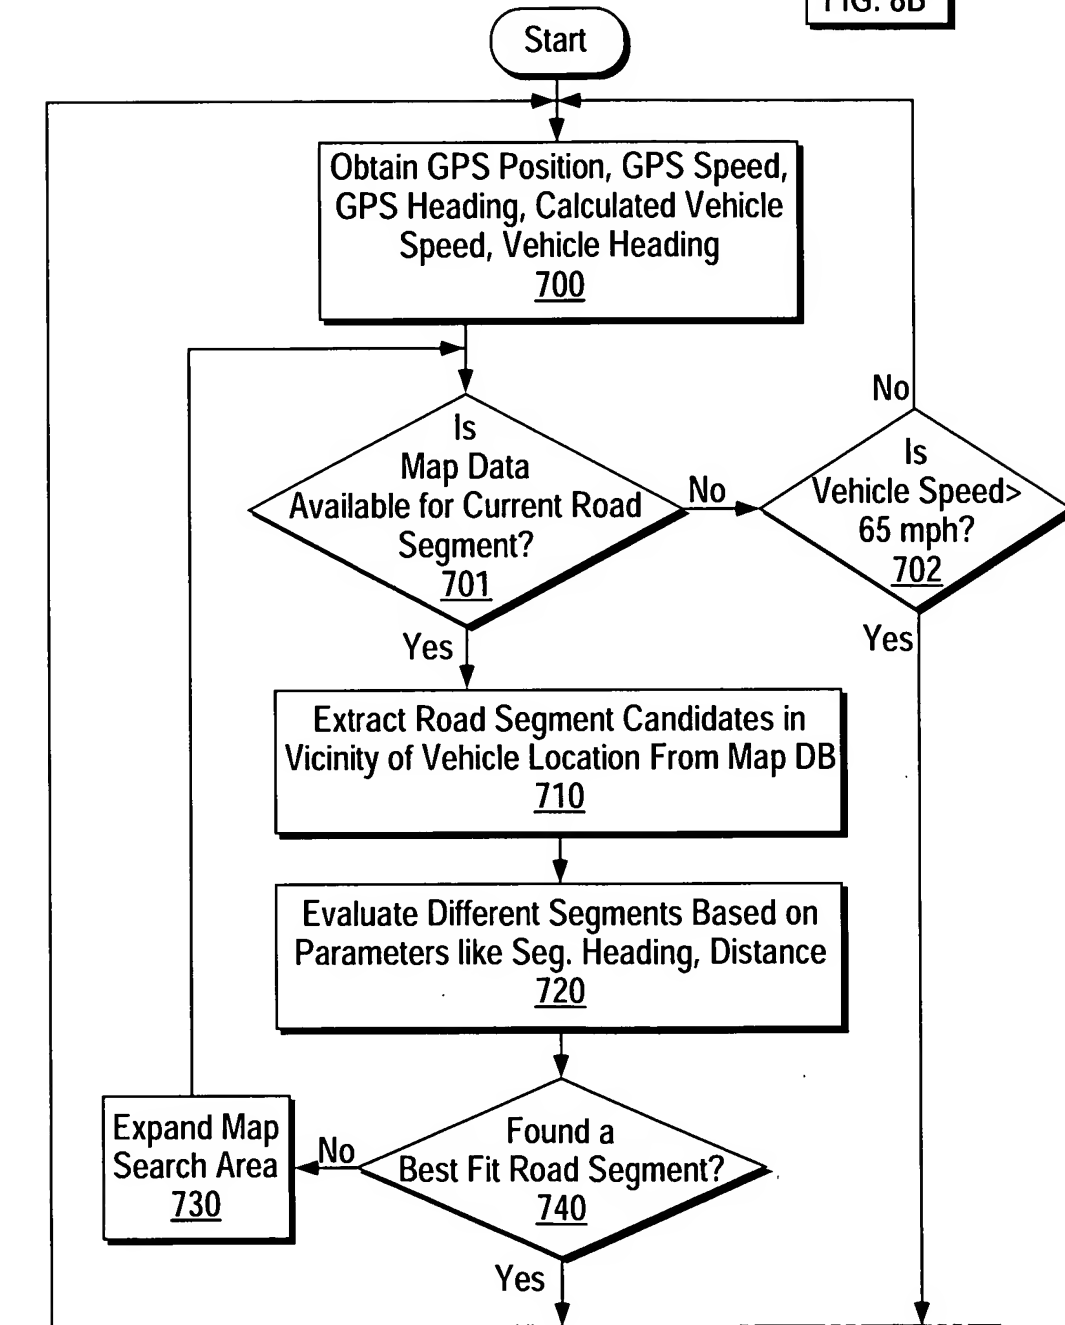 FIG. 8B
Start
Obtain GPS Position, GPS Speed,
GPS Heading, Calculated Vehicle
Speed, Vehicle Heading
700
Is
Map Data
Available for Current Road
Segment?
701
No
No
Is
Vehicle Speed>
65 mph?
702
Yes
Yes
Extract Road Segment Candidates in
Vicinity of Vehicle Location From Map DB
710
Evaluate Different Segments Based on
Parameters like Seg. Heading, Distance
720
Found a
Best Fit Road Segment?
740
No
Expand Map
Search Area
730
Yes